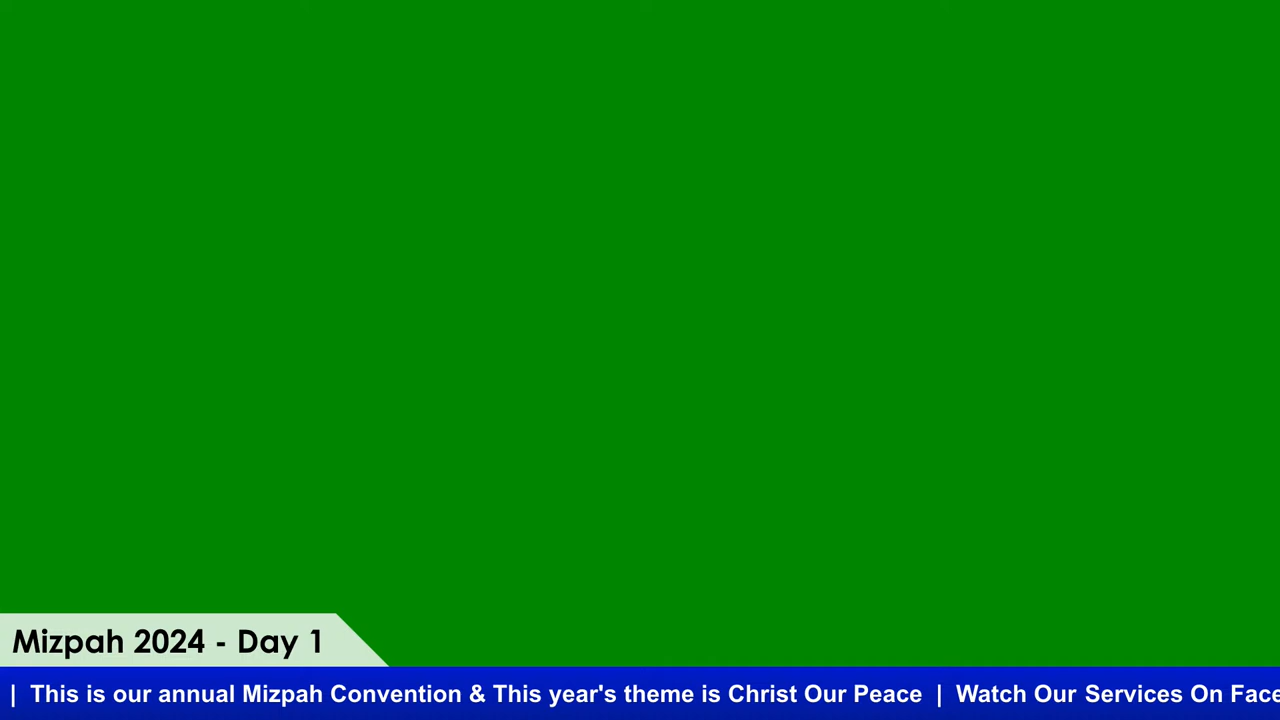 Mizpah 2024 - Day 1
| This is our annual Mizpah Convention & This year's theme is Christ Our Peace | Watch Our Services On Face